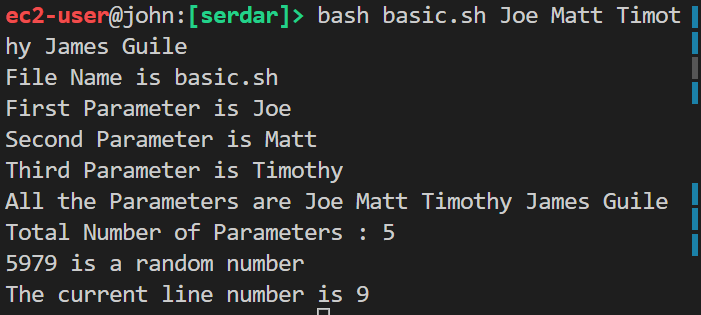 ec2-user@john:[serdar]> bash basic.sh Joe Matt Timot
hy James Guile
File Name is basic.sh
First Parameter is Joe
Second Parameter is Matt
Third Parameter is Timothy
All the Parameters are Joe Matt Timothy James Guile
Total Number of Parameters : 5
5979 is a random number
The current line number is 9